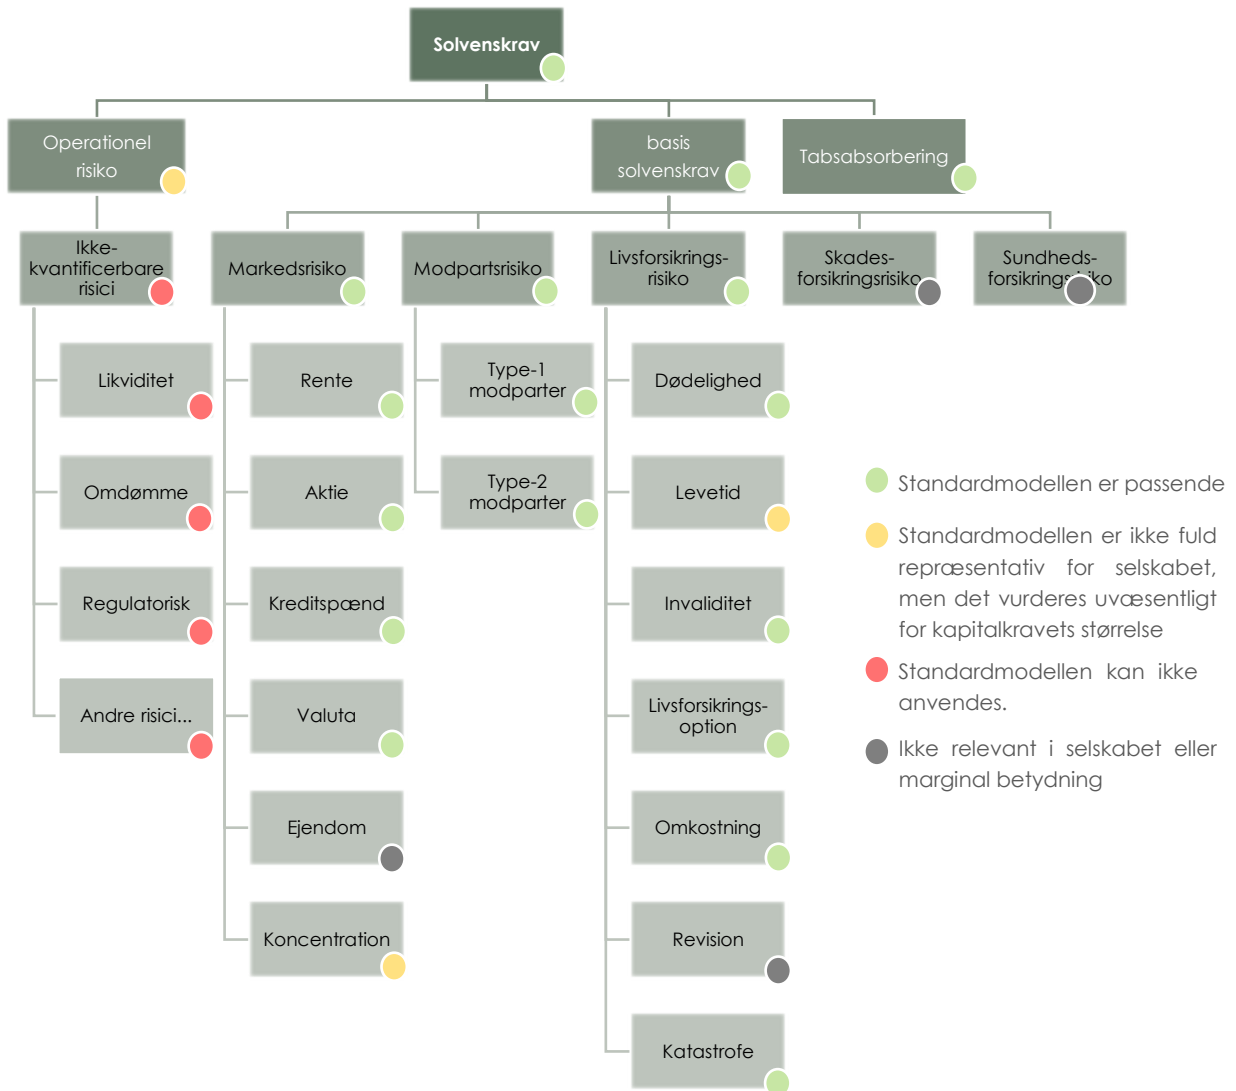 Solvenskrav
Operationel
risiko
basis
solvenskrav
Tabsabsorbering
Ikke-
kvantificerbare
risici
Markedsrisiko
Modpartsrisiko
Livsforsikrings-
risiko
Skades-
forsikringsrisiko
Sundheds-
forsikringsrisiko
Likviditet
Rente
Type-1
modparter
Dødelighed
Omdømme
Aktie
Type-2
modparter
Levetid
Regulatorisk
Kreditspænd
Invaliditet
Andre risici...
Valuta
Livsforsikrings-
option
Ejendom
Omkostning
Koncentration
Revision
Katastrofe
Standardmodellen er passende
Standardmodellen er ikke fuld
repræsentativ for selskabet,
men det vurderes uvæsentligt
for kapitalkravets størrelse
Standardmodellen kan ikke
anvendes.
Ikke relevant i selskabet eller
marginal betydning